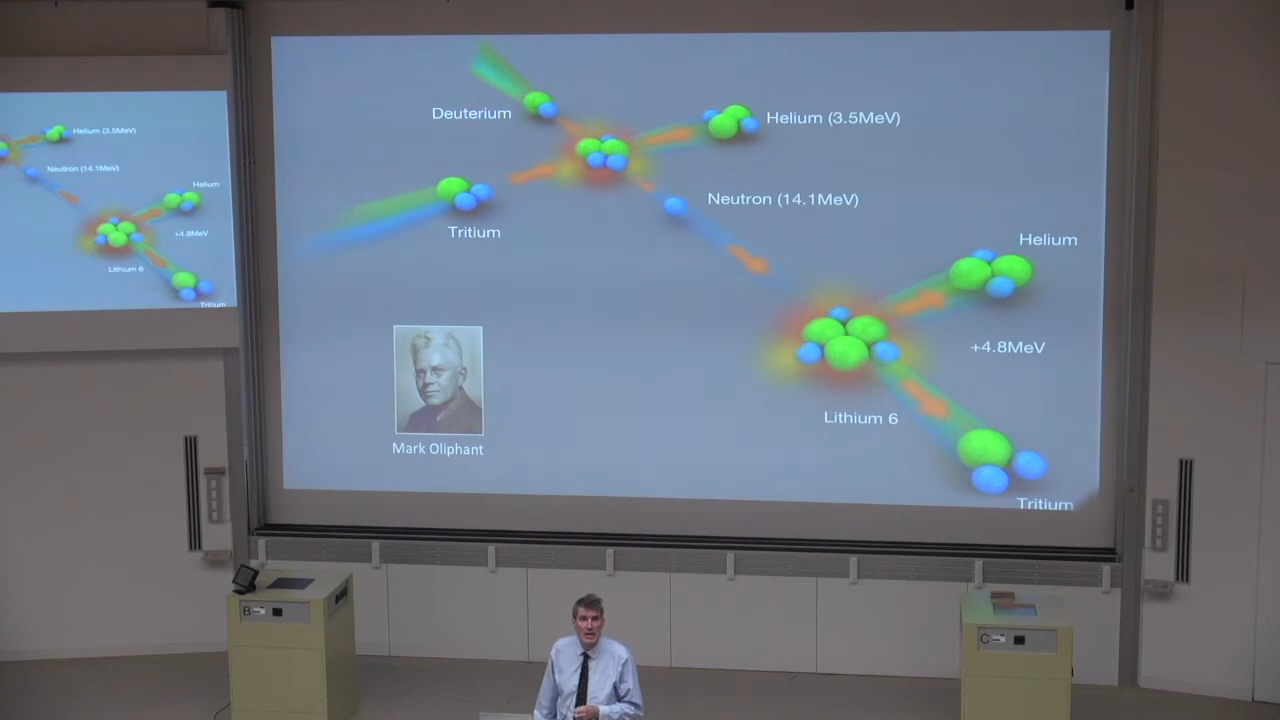 Helium (3.5MeV)
Neutron (14.1MeV)
Helium
+4.8MeV
Lithium 6
Tritium
Deuterium
Helium (3.5MeV)
Tritium
Neutron (14.1MeV)
Helium
+4.8MeV
Lithium 6
Mark Oliphant
Tritium
B
C